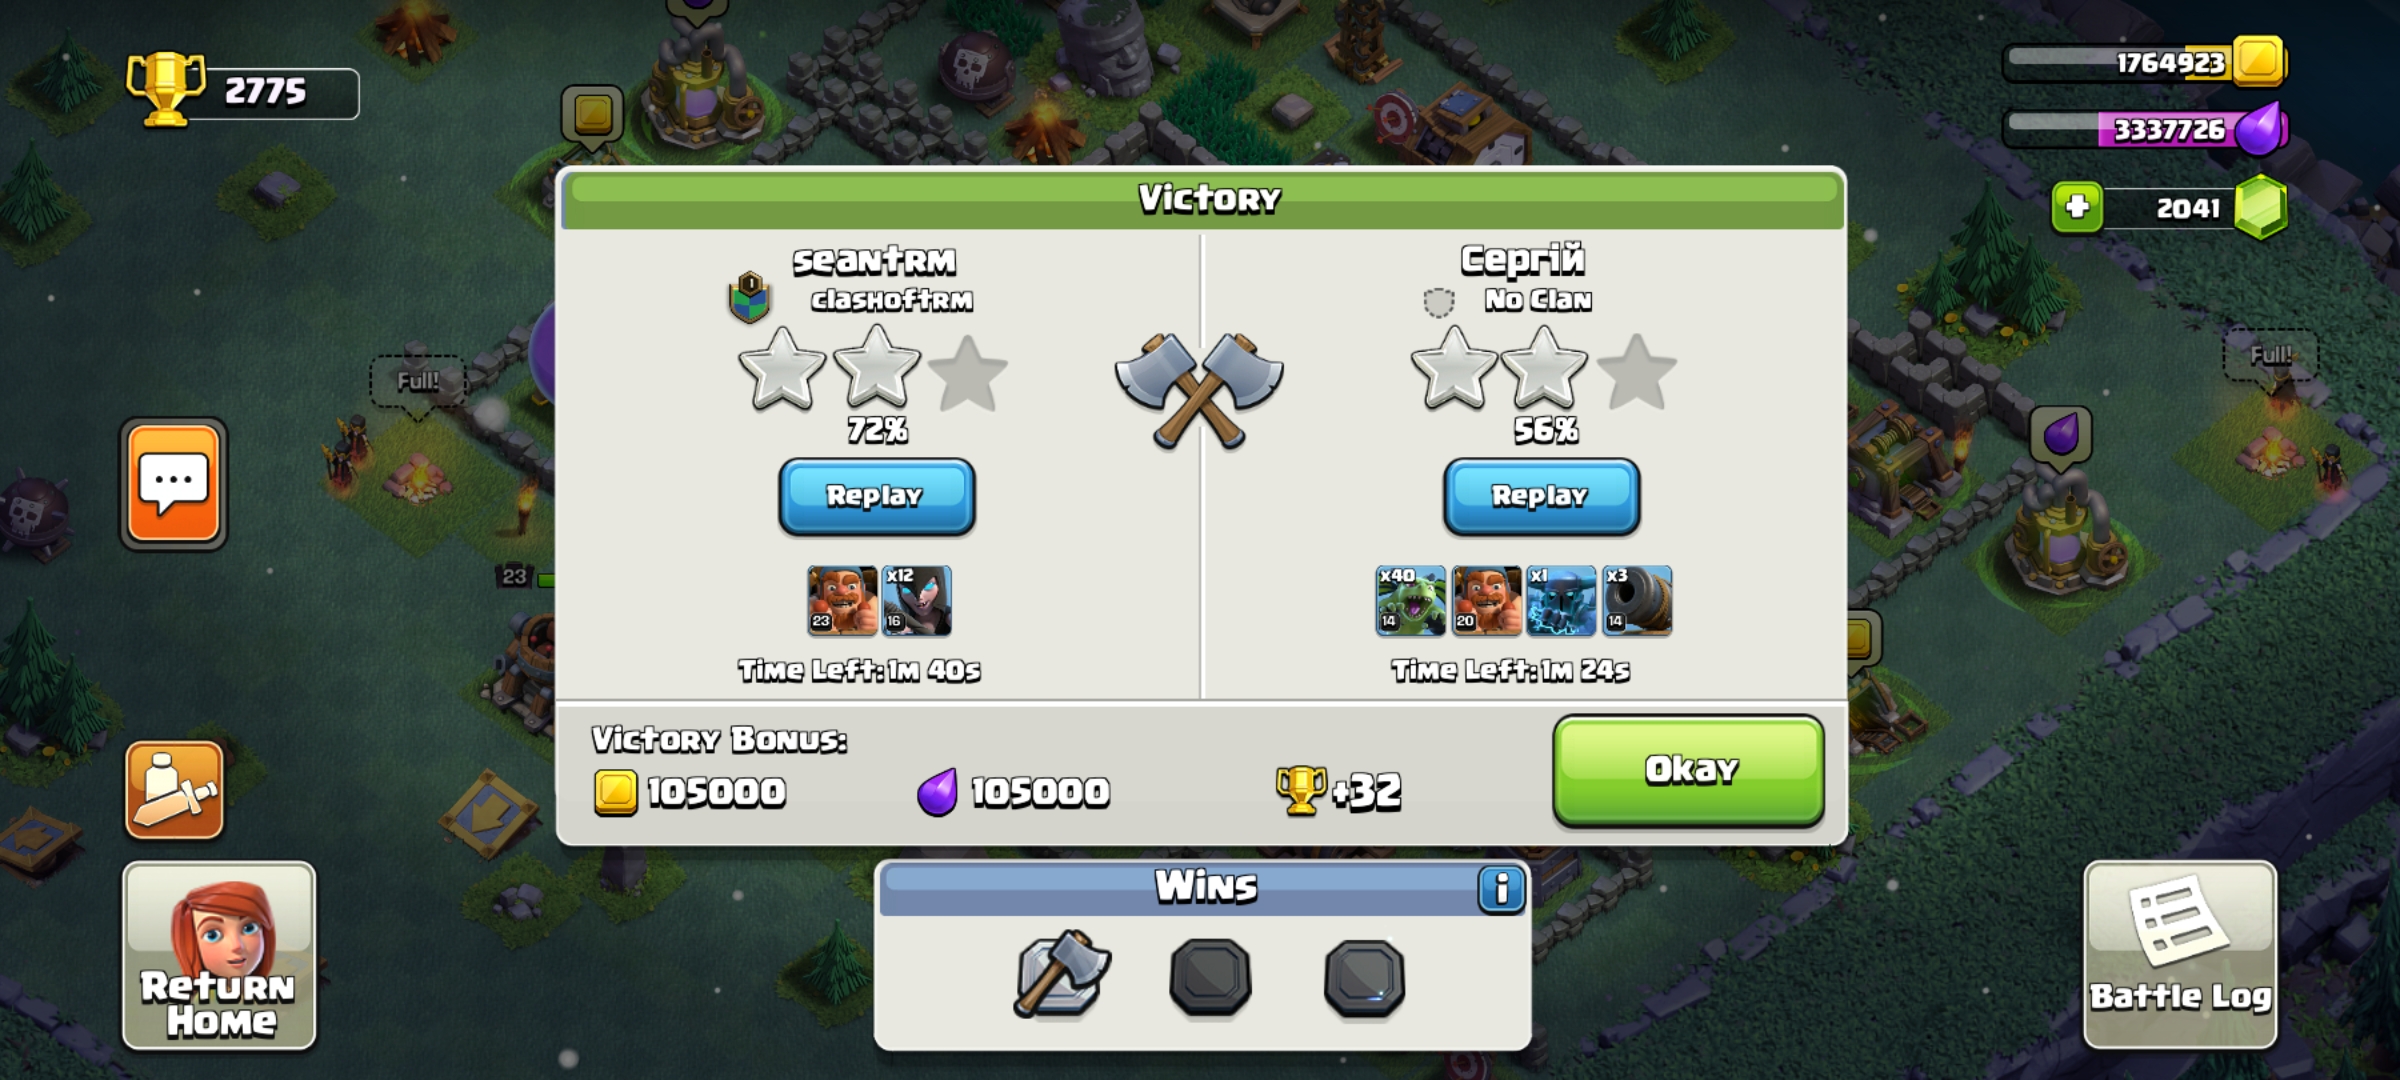 2775
1764923
3337726
2041
Victory
seantrm
1
clashoftrm
Сергій
No Clan
72%
56%
Replay
Replay
Full!
Full!
23
23
x12
16
x40
14
20
x1
x3
14
Time Left: 1m 40s
Time Left: 1m 24s
Victory Bonus:
105000
105000
+32
Okay
Wins
i
Return
Home
Battle Log